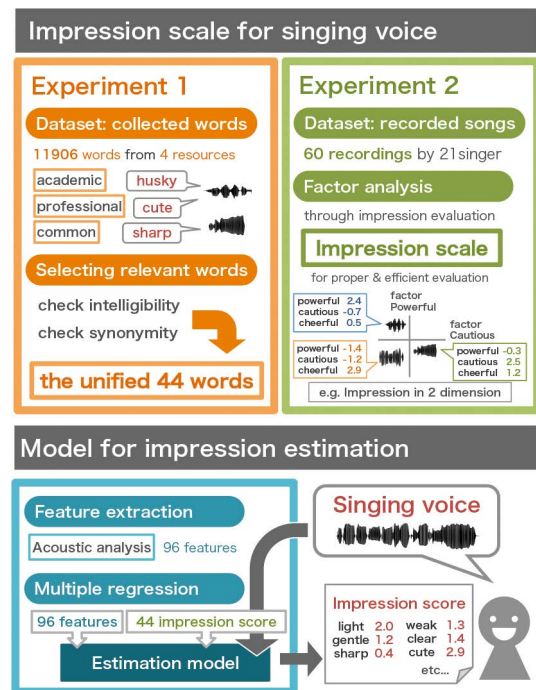 Impression scale for singing voice
Experiment 1
Dataset: collected words
11906 words from 4 resources
academic
husky
professional
cute
common
sharp
Selecting relevant words
check intelligibility
check synonymity
the unified 44 words
Experiment 2
Dataset: recorded songs
60 recordings by 21singer
Factor analysis
through impression evaluation
Impression scale
for proper & efficient evaluation
powerful 2.4
cautious -0.7
cheerful 0.5
factor
Powerful
factor
Cautious
powerful -1.4
cautious -1.2
cheerful 2.9
powerful -0.3
cautious 2.5
cheerful 1.2
e.g. Impression in 2 dimension
Model for impression estimation
Feature extraction
Acoustic analysis 96 features
Multiple regression
96 features
44 impression score
Estimation model
Singing voice
Impression score
light 2.0 weak 1.3
gentle 1.2 clear 1.4
sharp 0.4 cute 2.9
etc...